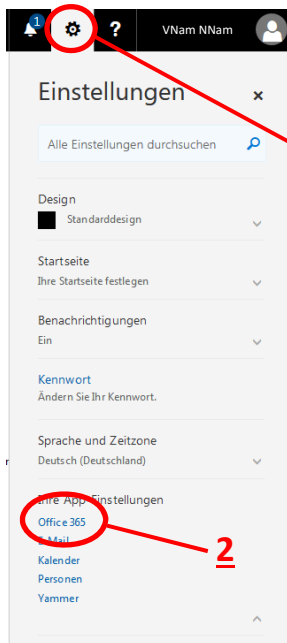 1 ? VNam NNam
Einstellungen ×
Alle Einstellungen durchsuchen
Design
Standarddesign
Startseite
Ihre Startseite festlegen
Benachrichtigungen
Ein
Kennwort
Ändern Sie Ihr Kennwort.
Sprache und Zeitzone
Deutsch (Deutschland)
Ihre App-Einstellungen
Office 365
E-Mail
2
Kalender
Personen
Yammer